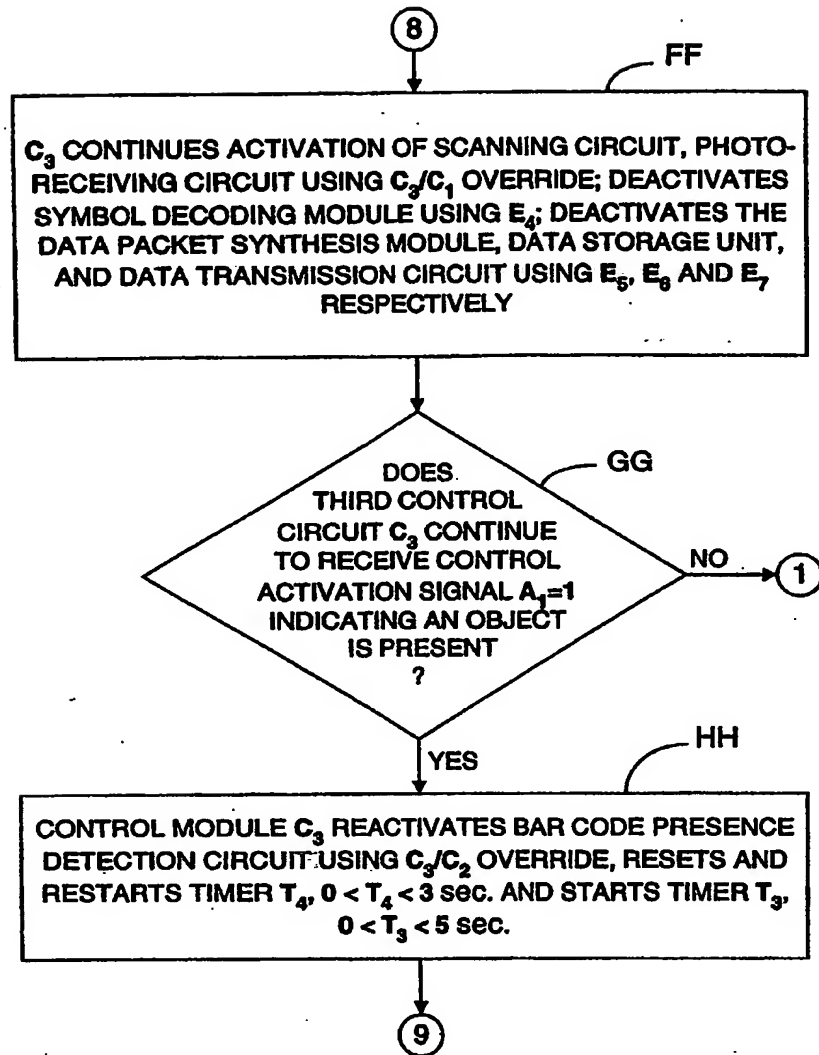 8
FF
C₃ CONTINUES ACTIVATION OF SCANNING CIRCUIT, PHOTO-
RECEIVING CIRCUIT USING C₃/C₁ OVERRIDE; DEACTIVATES
SYMBOL DECODING MODULE USING E₄; DEACTIVATES THE
DATA PACKET SYNTHESIS MODULE, DATA STORAGE UNIT,
AND DATA TRANSMISSION CIRCUIT USING E₅, E₆ AND E₇
RESPECTIVELY
GG
DOES
THIRD CONTROL
CIRCUIT C₃ CONTINUE
TO RECEIVE CONTROL
ACTIVATION SIGNAL A₁=1
INDICATING AN OBJECT
IS PRESENT
?
NO
1
YES
HH
CONTROL MODULE C₃ REACTIVATES BAR CODE PRESENCE
DETECTION CIRCUIT USING C₃/C₂ OVERRIDE, RESETS AND
RESTARTS TIMER T₄, 0 < T₄ < 3 sec. AND STARTS TIMER T₃,
0 < T₃ < 5 sec.
9